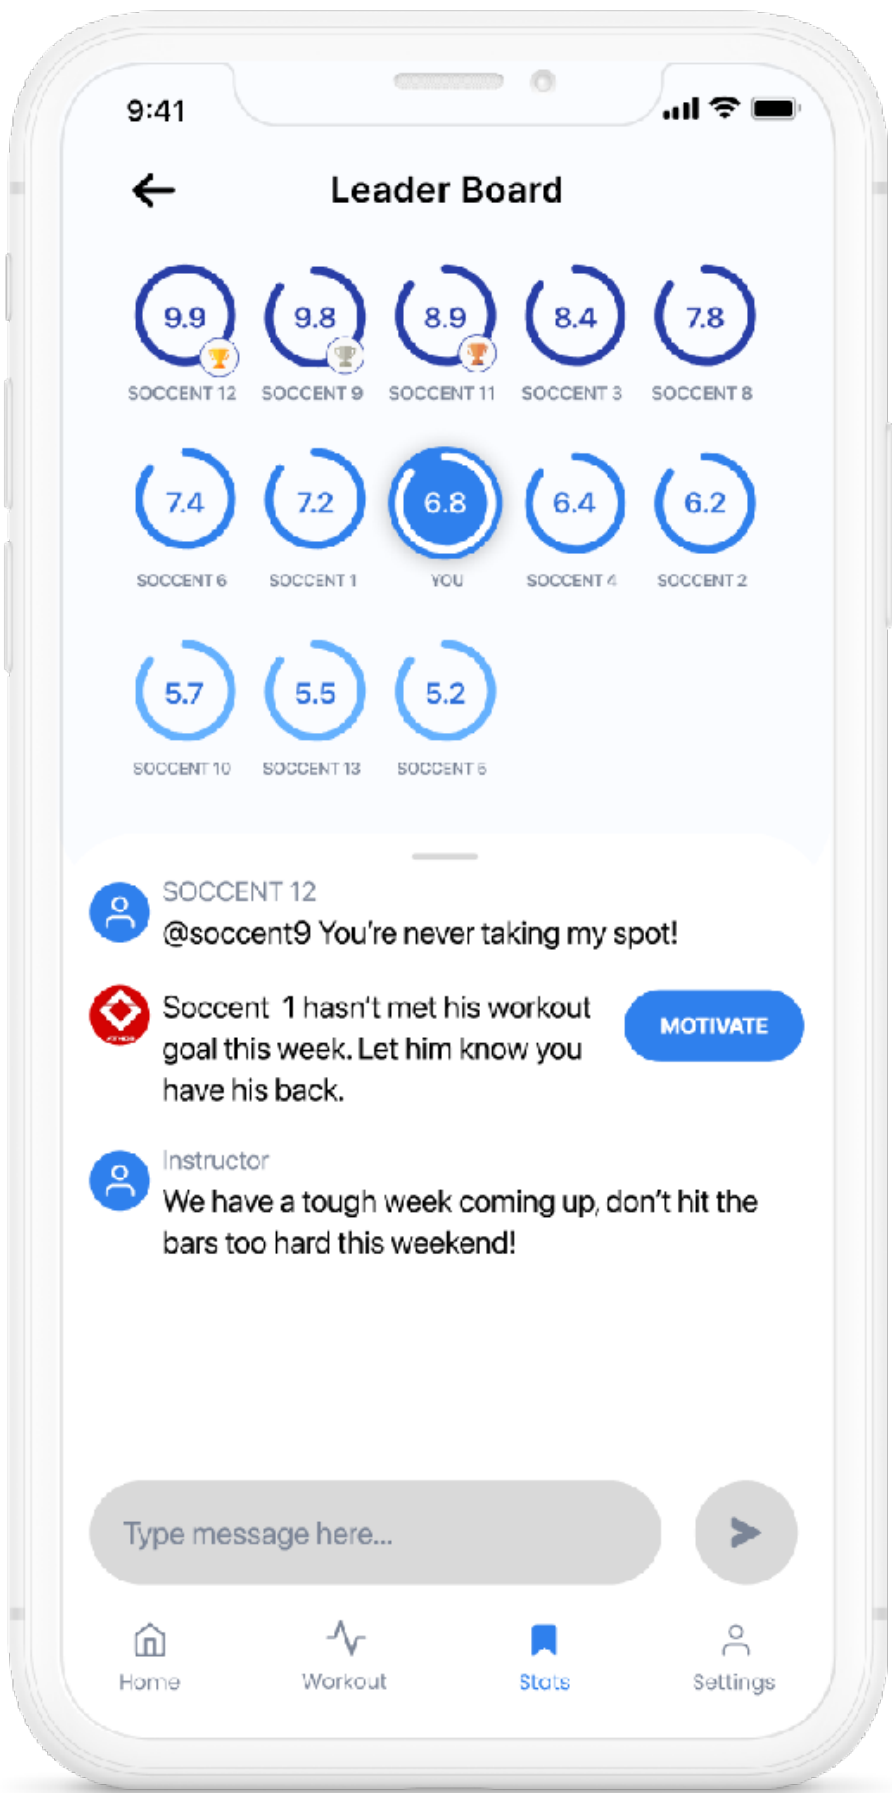 9:41
Leader Board
9.9 9.8 8.9 8.4 7.8
SOCCENT 12 SOCCENT 9 SOCCENT 11 SOCCENT 3 SOCCENT 8
7.4 7.2 6.8 6.4 6.2
SOCCENT 6 SOCCENT 1 YOU SOCCENT 4 SOCCENT 2
5.7 5.5 5.2
SOCCENT 10 SOCCENT 13 SOCCENT 5
SOCCENT 12
@soccent9 You're never taking my spot!
Soccent 1 hasn't met his workout
goal this week. Let him know you
have his back.
MOTIVATE
Instructor
We have a tough week coming up, don't hit the
bars too hard this weekend!
Type message here...
Home Workout Stats Settings